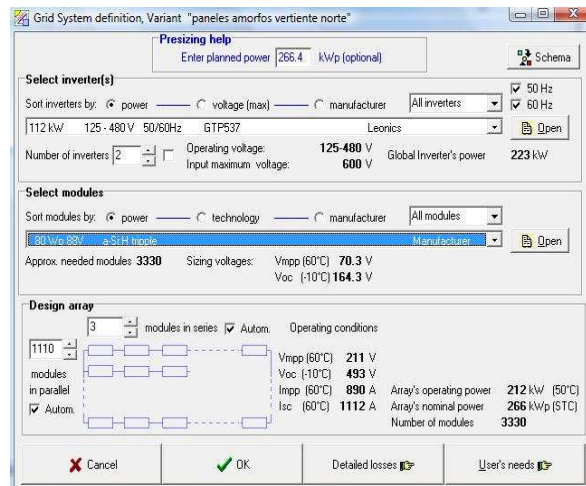 Grid System definition, Variant "paneles amorfos vertiente norte"
Presizing help
Enter planned power 266.4 kWp (optional)
Schema
Select inverter(s)
Sort inverters by: power voltage (max) manufacturer All inverters
50 Hz
60 Hz
112 kW 125 - 480 V 50/60Hz GTP537 Leonics
Open
Number of inverters 2
Operating voltage: 125-480 V
Input maximum voltage: 600 V
Global Inverter's power 223 kW
Select modules
Sort modules by: power technology manufacturer All modules
80 Wp 88V a-Si:H tripple Manufacturer
Open
Approx. needed modules 3330
Sizing voltages: Vmpp (60°C) 70.3 V
Voc (-10°C) 164.3 V
Design array
3 modules in series Autom.
1110
modules
in parallel
Autom.
Operating conditions
Vmpp (60°C) 211 V
Voc (-10°C) 493 V
Impp (60°C) 890 A
Isc (60°C) 1112 A
Array's operating power 212 kW (50°C)
Array's nominal power 266 kWp (STC)
Number of modules 3330
Cancel
OK
Detailed losses
User's needs